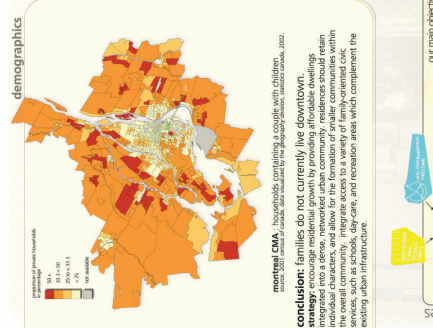 demographics
proportion of private households
in percentage
50 +
33.3 < 50
25 to < 33.3
< 25
not available
montreal CMA : households containing a couple with children
source: 2001 census of canada. data visualized by the geography division, statistics canada, 2002.
conclusion: families do not currently live downtown.
strategy: encourage residential growth by providing affordable dwellings
integrated into a dense, networked urban community. residences should retain
individual characters, and allow for the formation of smaller communities within
the overall community. integrate access to a variety of family-oriented civic
services, such as schools, day-care, and recreation areas which complement the
existing urban infrastructure.
our main objecti